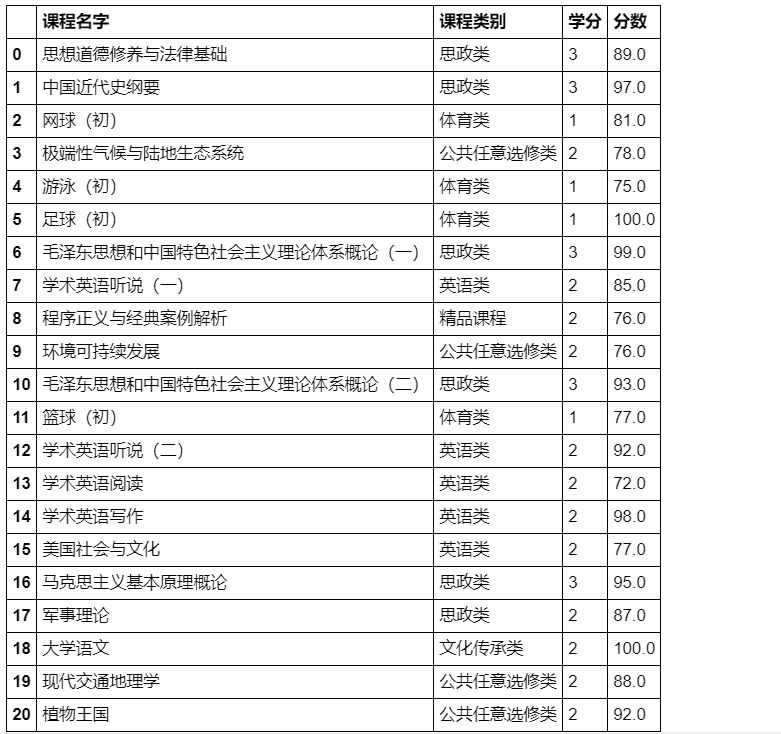 课程名字 课程类别 学分 分数
0 思想道德修养与法律基础 思政类 3 89.0
1 中国近代史纲要 思政类 3 97.0
2 网球（初） 体育类 1 81.0
3 极端性气候与陆地生态系统 公共任意选修类 2 78.0
4 游泳（初） 体育类 1 75.0
5 足球（初） 体育类 1 100.0
6 毛泽东思想和中国特色社会主义理论体系概论（一） 思政类 3 99.0
7 学术英语听说（一） 英语类 2 85.0
8 程序正义与经典案例解析 精品课程 2 76.0
9 环境可持续发展 公共任意选修类 2 76.0
10 毛泽东思想和中国特色社会主义理论体系概论（二） 思政类 3 93.0
11 篮球（初） 体育类 1 77.0
12 学术英语听说（二） 英语类 2 92.0
13 学术英语阅读 英语类 2 72.0
14 学术英语写作 英语类 2 98.0
15 美国社会与文化 英语类 2 77.0
16 马克思主义基本原理概论 思政类 3 95.0
17 军事理论 思政类 2 87.0
18 大学语文 文化传承类 2 100.0
19 现代交通地理学 公共任意选修类 2 88.0
20 植物王国 公共任意选修类 2 92.0